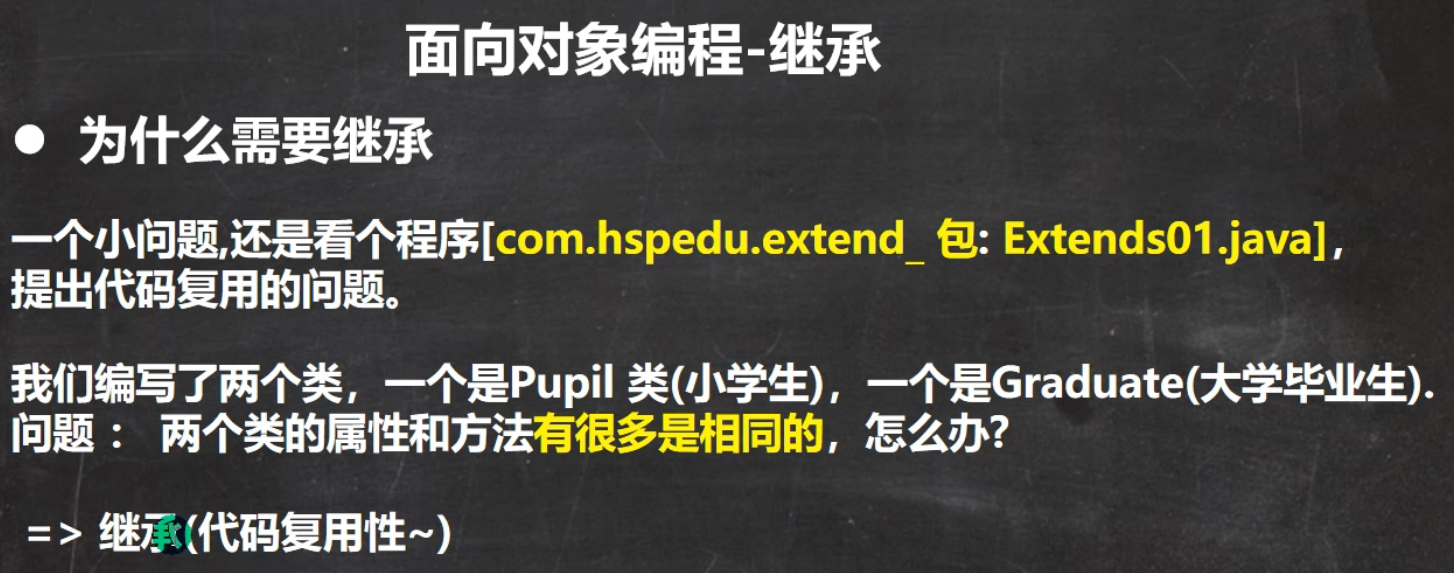 面向对象编程-继承
● 为什么需要继承
一个小问题,还是看个程序[com.hspedu.extend_ 包: Extends01.java]，
提出代码复用的问题。
我们编写了两个类，一个是Pupil 类(小学生)，一个是Graduate(大学毕业生).
问题： 两个类的属性和方法有很多是相同的，怎么办?
=> 继承(代码复用性~)